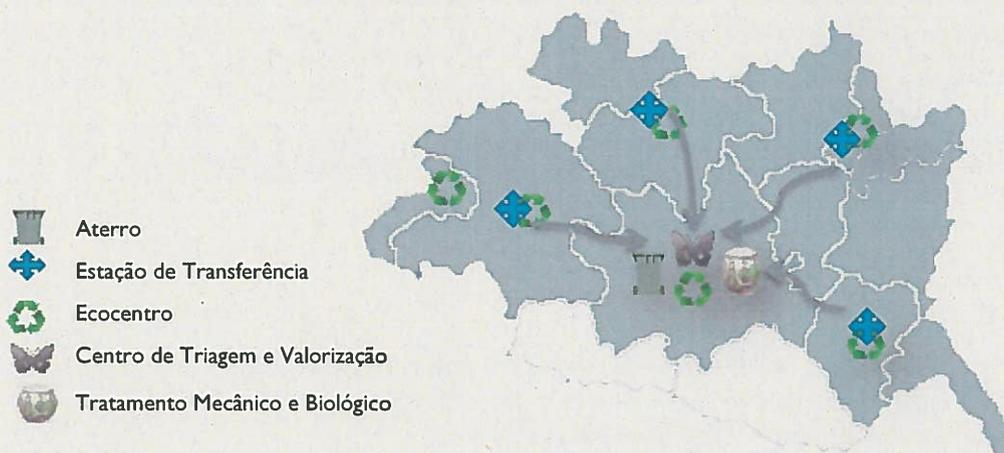 Aterro
Estação de Transferência
Ecocentro
Centro de Triagem e Valorização
Tratamento Mecânico e Biológico